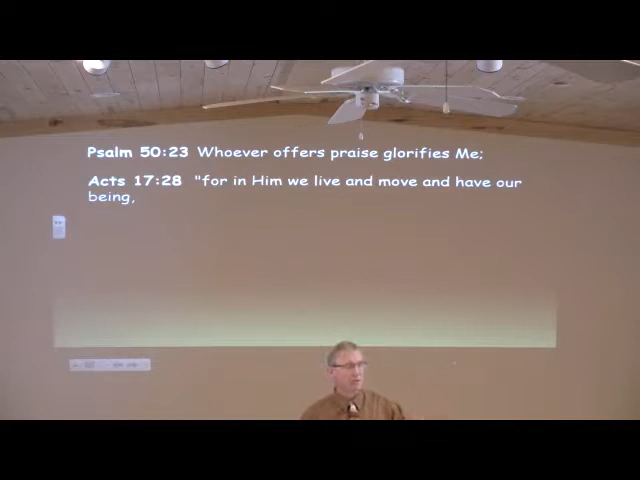 Psalm 50:23 Whoever offers praise glorifies Me;
Acts 17:28 "for in Him we live and move and have our
being,